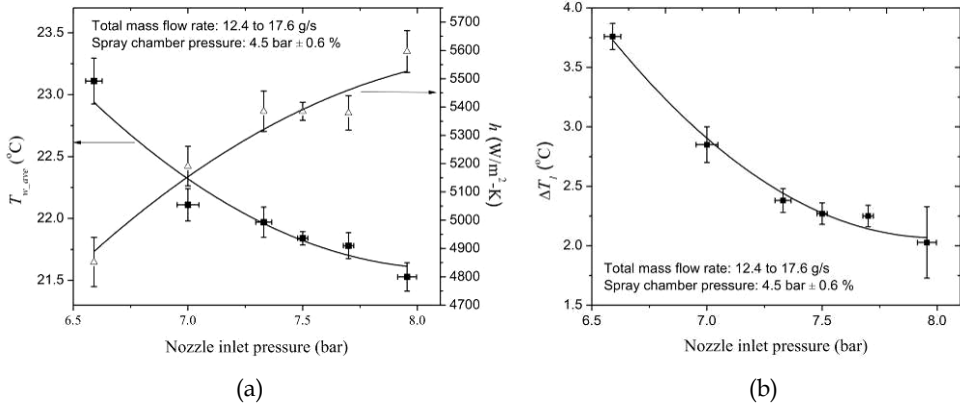 Total mass flow rate: 12.4 to 17.6 g/s
Spray chamber pressure: 4.5 bar ± 0.6 %
23.5
23.0
22.5
22.0
21.5
T_w_ave (°C)
5700
5600
5500
5400
5300
5200
5100
5000
4900
4800
4700
h (W/m²-K)
6.5 7.0 7.5 8.0
Nozzle inlet pressure (bar)
(a)
4.0
3.5
3.0
2.5
2.0
1.5
ΔT_1 (°C)
Total mass flow rate: 12.4 to 17.6 g/s
Spray chamber pressure: 4.5 bar ± 0.6 %
6.5 7.0 7.5 8.0
Nozzle inlet pressure (bar)
(b)